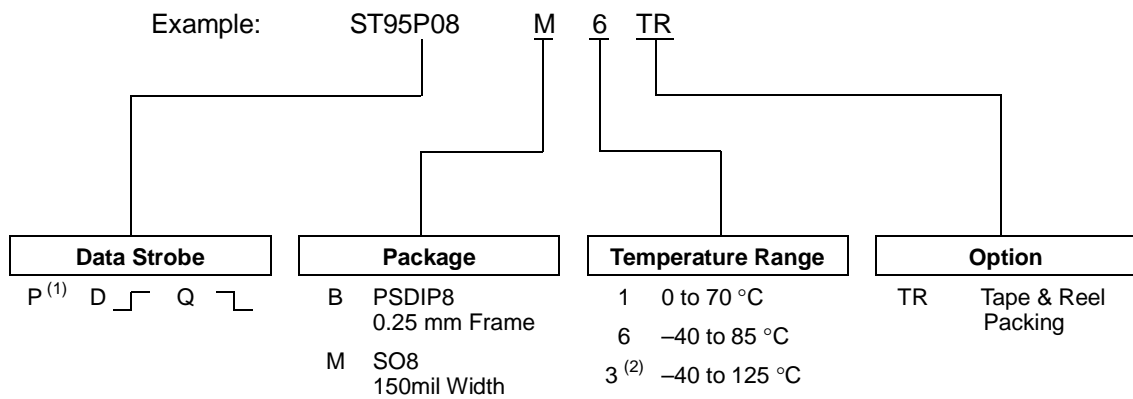 Example: ST95P08 M 6 TR
Data Strobe
P (1) D Q
Package
B PSDIP8
0.25 mm Frame
M SO8
150mil Width
Temperature Range
1 0 to 70 °C
6 –40 to 85 °C
3 (2) –40 to 125 °C
Option
TR Tape & Reel
Packing